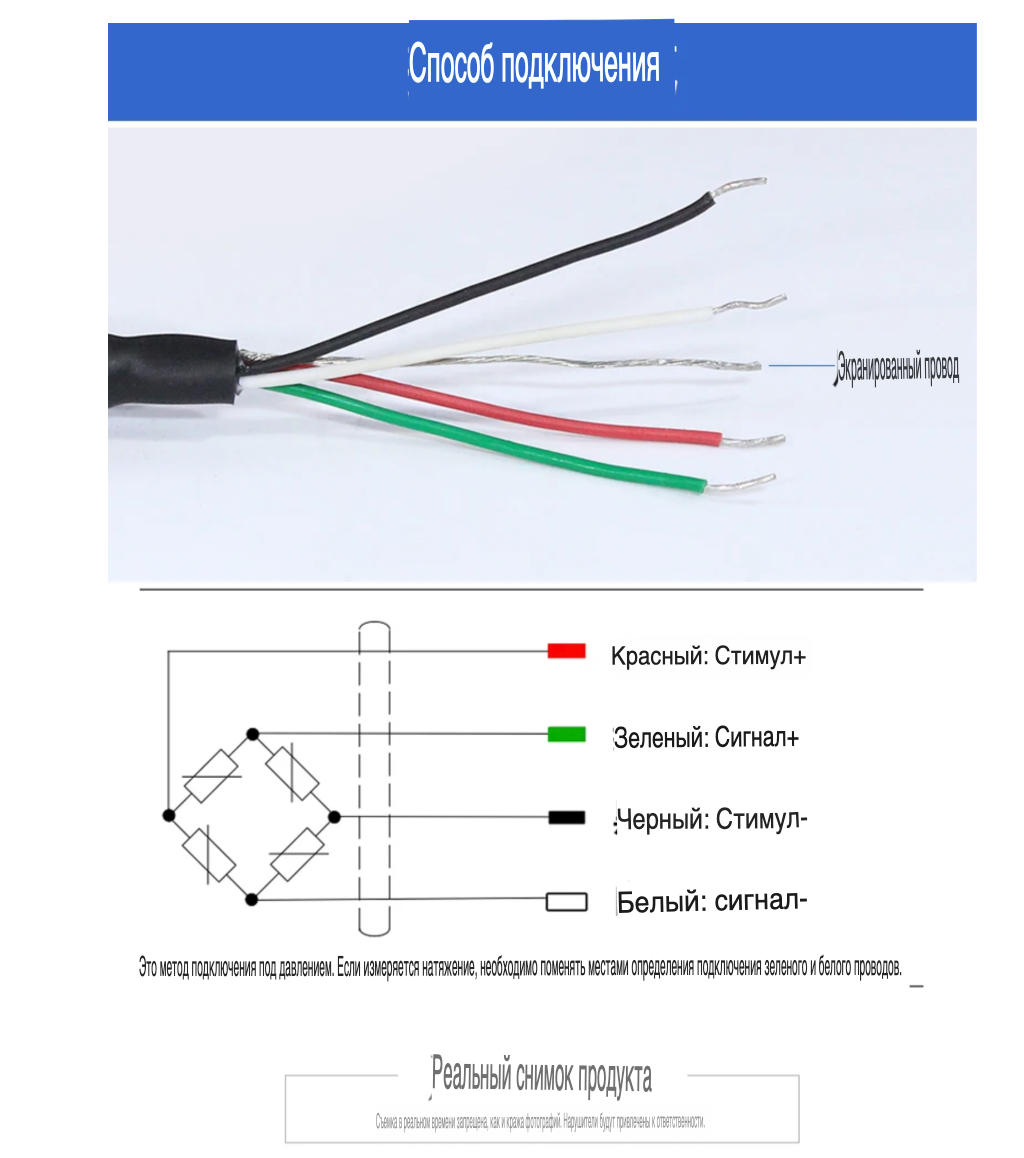 Способ подключения
Экранированный провод
Красный: Стимул+
Зеленый: Сигнал+
Черный: Стимул-
Белый: сигнал-
Это метод подключения под давлением. Если измеряется натяжение, необходимо поменять местами определения подключения зеленого и белого проводов.
Реальный снимок продукта
Съемка в реальном времени запрещена, как и кража фотографий. Нарушители будут привлечены к ответственности.